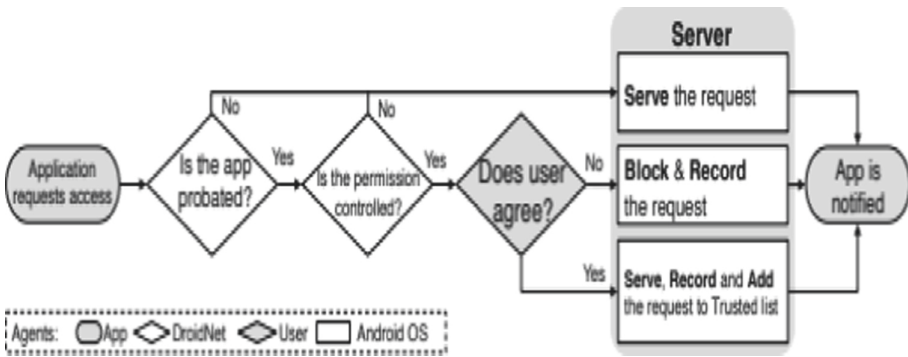 Server
No
No
Serve the request
Application
requests access
Is the app
probated?
Yes
Is the permission
controlled?
Yes
Does user
agree?
No
Block & Record
the request
App is
notified
Yes
Serve, Record and Add
the request to Trusted list
Agents: App DroidNet User Android OS